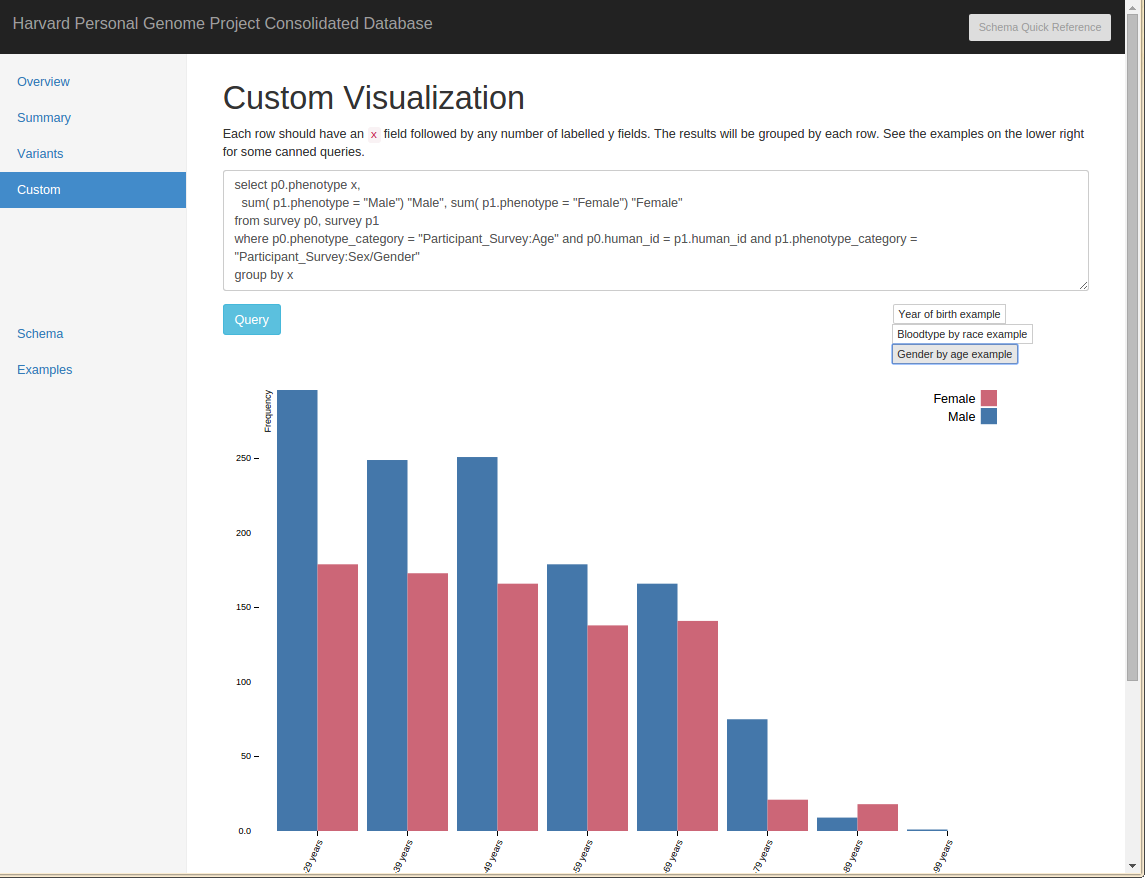 Harvard Personal Genome Project Consolidated Database
Schema Quick Reference
Overview
Summary
Variants
Custom
Schema
Examples
Custom Visualization
Each row should have an x field followed by any number of labelled y fields. The results will be grouped by each row. See the examples on the lower right
for some canned queries.
select p0.phenotype x,
sum( p1.phenotype = "Male") "Male", sum( p1.phenotype = "Female") "Female"
from survey p0, survey p1
where p0.phenotype_category = "Participant_Survey:Age" and p0.human_id = p1.human_id and p1.phenotype_category =
"Participant_Survey:Sex/Gender"
group by x
Query
Year of birth example
Bloodtype by race example
Gender by age example
Frequency
Female
Male
250
200
150
100
50
0.0
-29 years
-39 years
-49 years
-59 years
-69 years
-79 years
-89 years
-99 years